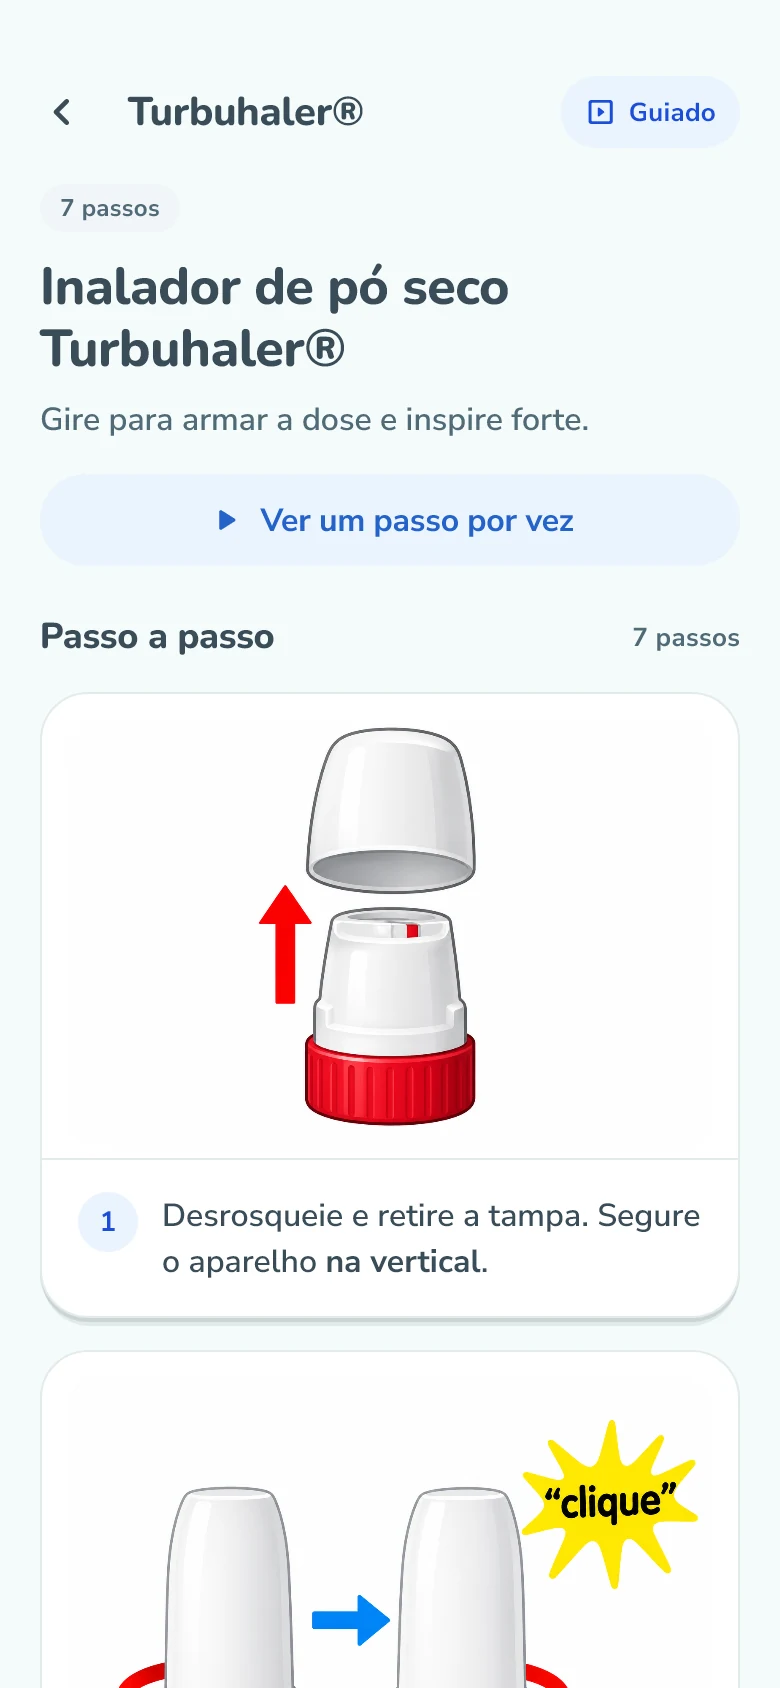 Turbuhaler®
Guiado
7 passos
Inalador de pó seco
Turbuhaler®
Gire para armar a dose e inspire forte.
Ver um passo por vez
Passo a passo
7 passos
1
Desrosqueie e retire a tampa. Segure
o aparelho na vertical.
“clique”